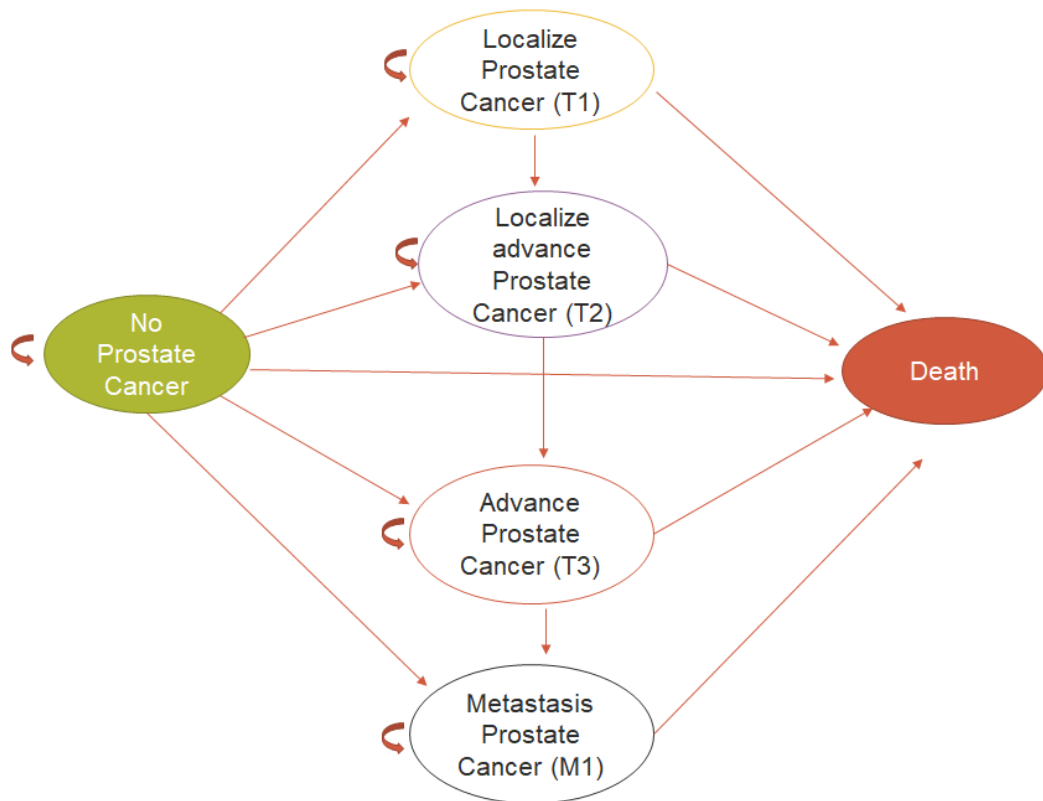 Localize
Prostate
Cancer (T1)
Localize
advance
Prostate
Cancer (T2)
No
Prostate
Cancer
Death
Advance
Prostate
Cancer (T3)
Metastasis
Prostate
Cancer (M1)